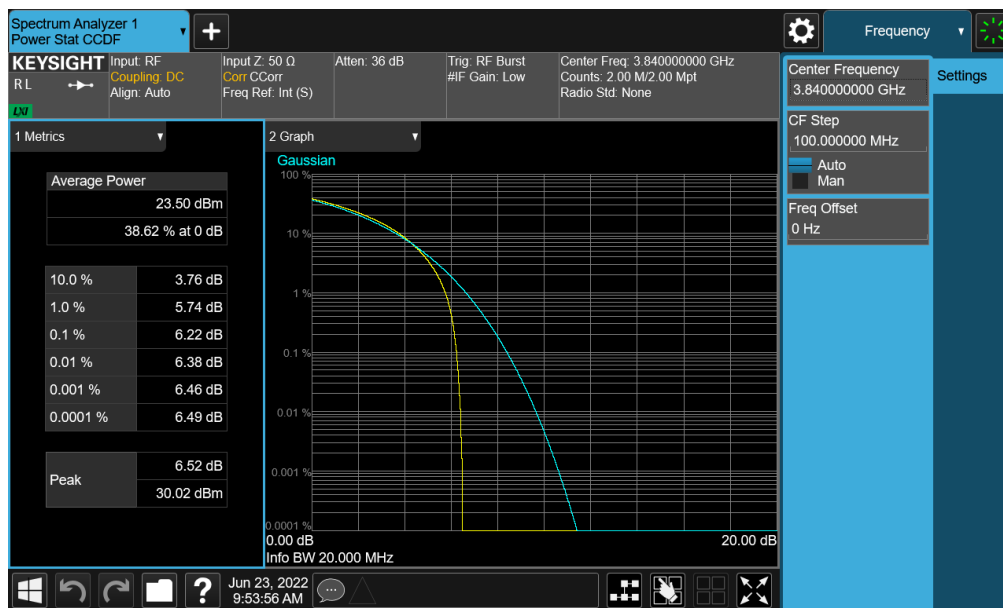 Spectrum Analyzer 1
Power Stat CCDF
+
Frequency
KEYSIGHT
RL
LXI
Input: RF
Coupling: DC
Align: Auto
Input Z: 50 Ω
Corr CCorr
Freq Ref: Int (S)
Atten: 36 dB
Trig: RF Burst
#IF Gain: Low
Center Freq: 3.840000000 GHz
Counts: 2.00 M/2.00 Mpt
Radio Std: None
Center Frequency
3.840000000 GHz
Settings
CF Step
100.000000 MHz
Auto
Man
Freq Offset
0 Hz
1 Metrics
Average Power
23.50 dBm
38.62 % at 0 dB
10.0 % 3.76 dB
1.0 % 5.74 dB
0.1 % 6.22 dB
0.01 % 6.38 dB
0.001 % 6.46 dB
0.0001 % 6.49 dB
Peak
6.52 dB
30.02 dBm
2 Graph
Gaussian
100 %
10 %
1 %
0.1 %
0.01 %
0.001 %
0.0001 %
0.00 dB 20.00 dB
Info BW 20.000 MHz
?
Jun 23, 2022
9:53:56 AM